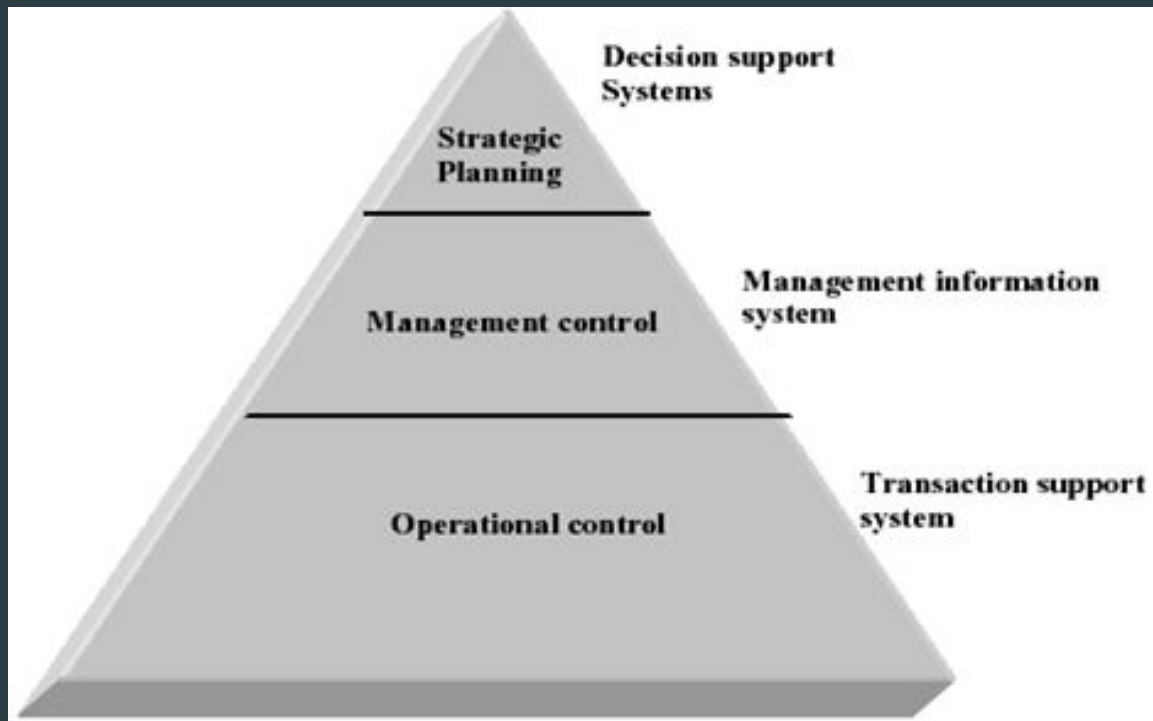 Decision support
Systems
Strategic
Planning
Management information
system
Management control
Transaction support
system
Operational control